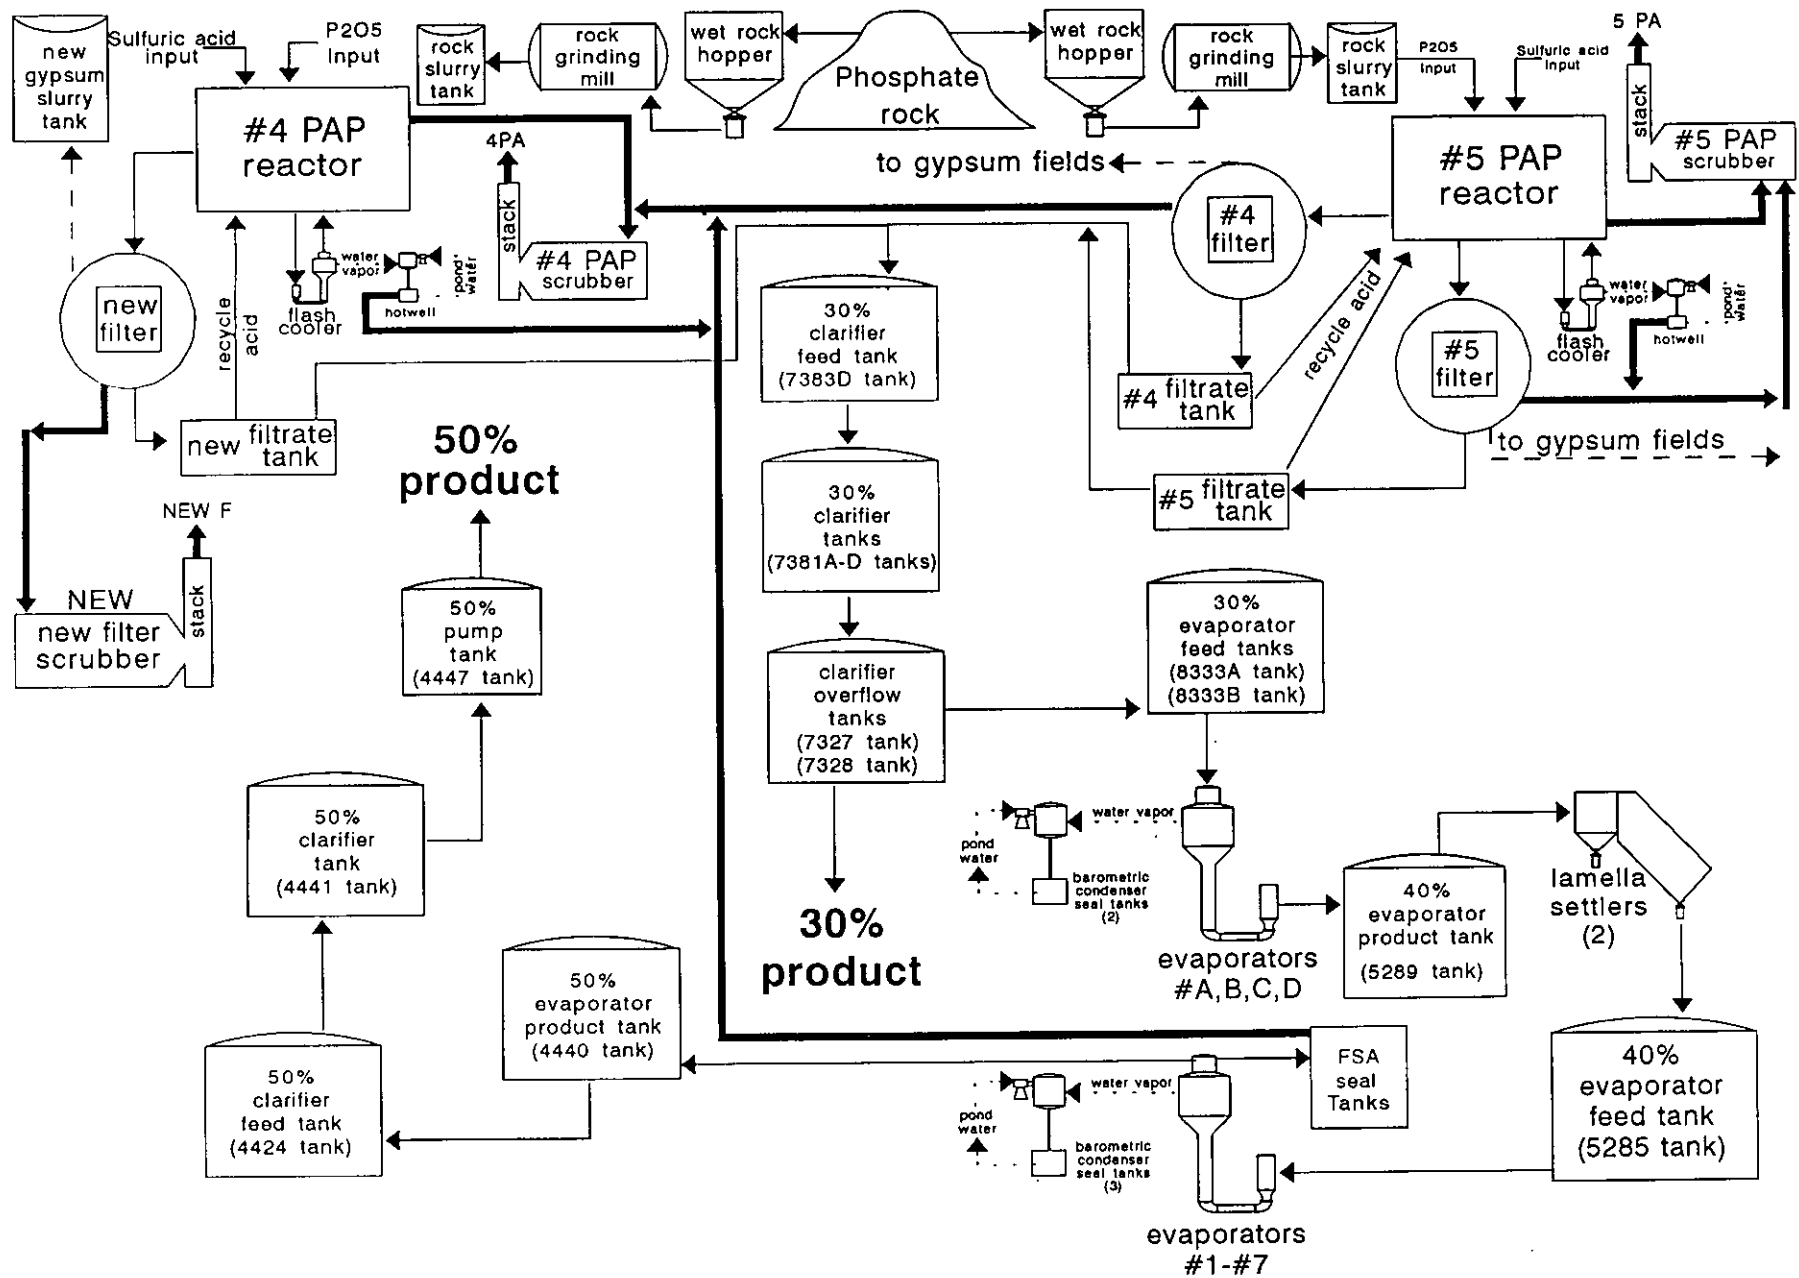 new
gypsum
slurry
tank
Sulfuric acid
input
P2O5
Input
rock
slurry
tank
rock
grinding
mill
wet rock
hopper
Phosphate
rock
wet rock
hopper
rock
grinding
mill
rock
slurry
tank
P2O5
Input
Sulfuric acid
input
5 PA
stack
#5 PAP
scrubber
#4 PAP
reactor
4PA
stack
#4 PAP
scrubber
to gypsum fields
#4
filter
#5 PAP
reactor
new
filter
recycle
acid
flash
cooler
water
vapor
hotwell
pond
water
30%
clarifier
feed tank
(7383D tank)
#4 filtrate
tank
recycle acid
#5
filter
flash
cooler
water
vapor
hotwell
pond
water
new filtrate
tank
50%
product
to gypsum fields
30%
clarifier
tanks
(7381A-D tanks)
#5 filtrate
tank
NEW F
stack
NEW
new filter
scrubber
50%
pump
tank
(4447 tank)
clarifier
overflow
tanks
(7327 tank)
(7328 tank)
30%
evaporator
feed tanks
(8333A tank)
(8333B tank)
50%
clarifier
tank
(4441 tank)
30%
product
pond
water
water vapor
barometric
condenser
seal tanks
(2)
evaporators
#A,B,C,D
40%
evaporator
product tank
(5289 tank)
lamella
settlers
(2)
50%
evaporator
product tank
(4440 tank)
50%
clarifier
feed tank
(4424 tank)
pond
water
water vapor
barometric
condenser
seal tanks
(3)
evaporators
#1-#7
FSA
seal
Tanks
40%
evaporator
feed tank
(5285 tank)